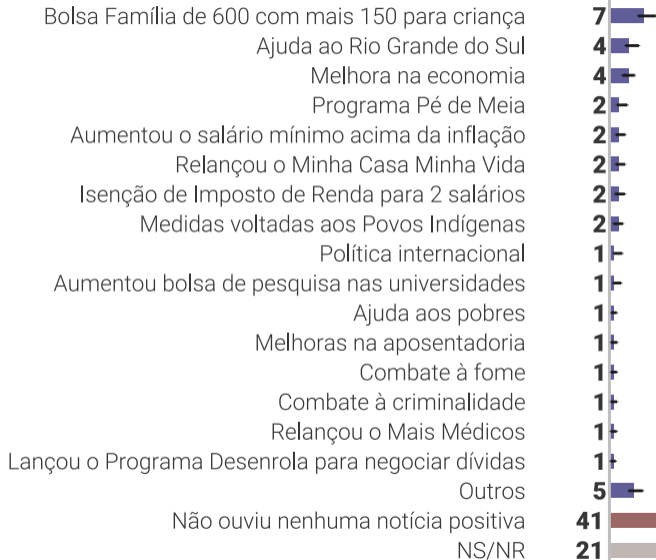 Bolsa Família de 600 com mais 150 para criança 7
Ajuda ao Rio Grande do Sul 4
Melhora na economia 4
Programa Pé de Meia 2
Aumentou o salário mínimo acima da inflação 2
Relançou o Minha Casa Minha Vida 2
Isenção de Imposto de Renda para 2 salários 2
Medidas voltadas aos Povos Indígenas 2
Política internacional 1
Aumentou bolsa de pesquisa nas universidades 1
Ajuda aos pobres 1
Melhoras na aposentadoria 1
Combate à fome 1
Combate à criminalidade 1
Relançou o Mais Médicos 1
Lançou o Programa Desenrola para negociar dívidas 1
Outros 5
Não ouviu nenhuma notícia positiva 41
NS/NR 21